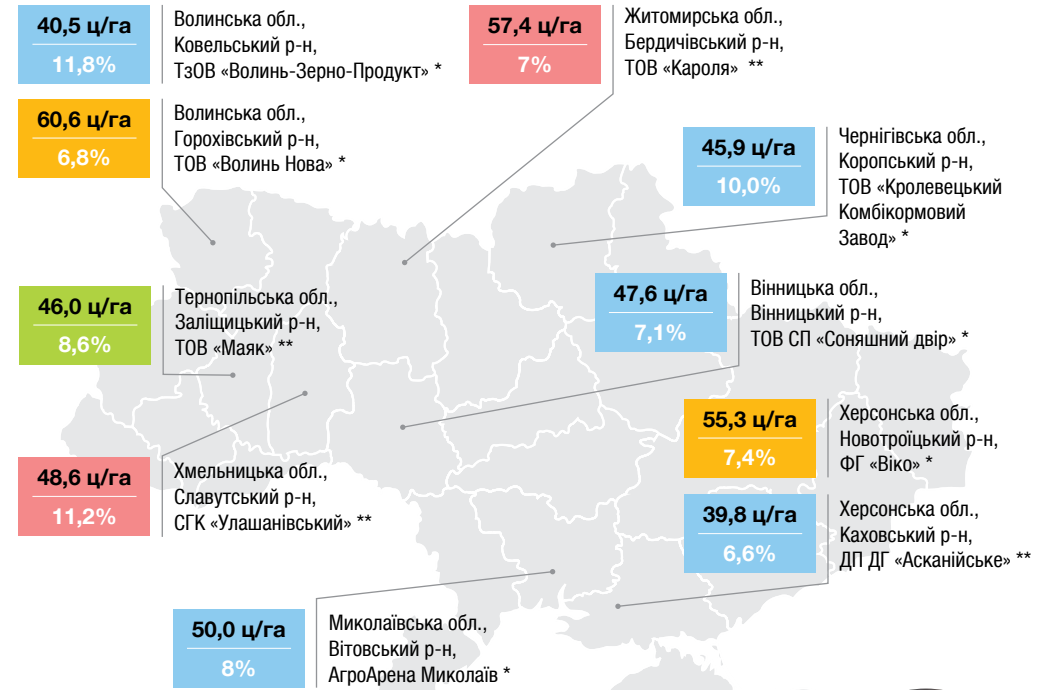 40,5 ц/га
11,8%
Волинська обл.,
Ковельський р-н,
ТзОВ «Волинь-Зерно-Продукт» *
57,4 ц/га
7%
Житомирська обл.,
Бердичівський р-н,
ТОВ «Кароля» **
60,6 ц/га
6,8%
Волинська обл.,
Горохівський р-н,
ТОВ «Волинь Нова» *
45,9 ц/га
10,0%
Чернігівська обл.,
Коропський р-н,
ТОВ «Кролевецький
Комбікормовий
Завод» *
46,0 ц/га
8,6%
Тернопільська обл.,
Заліщицький р-н,
ТОВ «Маяк» **
47,6 ц/га
7,1%
Вінницька обл.,
Вінницький р-н,
ТОВ СП «Соняшний двір» *
55,3 ц/га
7,4%
Херсонська обл.,
Новотроїцький р-н,
ФГ «Віко» *
48,6 ц/га
11,2%
Хмельницька обл.,
Славутський р-н,
СГК «Улашанівський» **
39,8 ц/га
6,6%
Херсонська обл.,
Каховський р-н,
ДП ДГ «Асканійське» **
50,0 ц/га
8%
Миколаївська обл.,
Вітовський р-н,
АгроАрена Миколаїв *